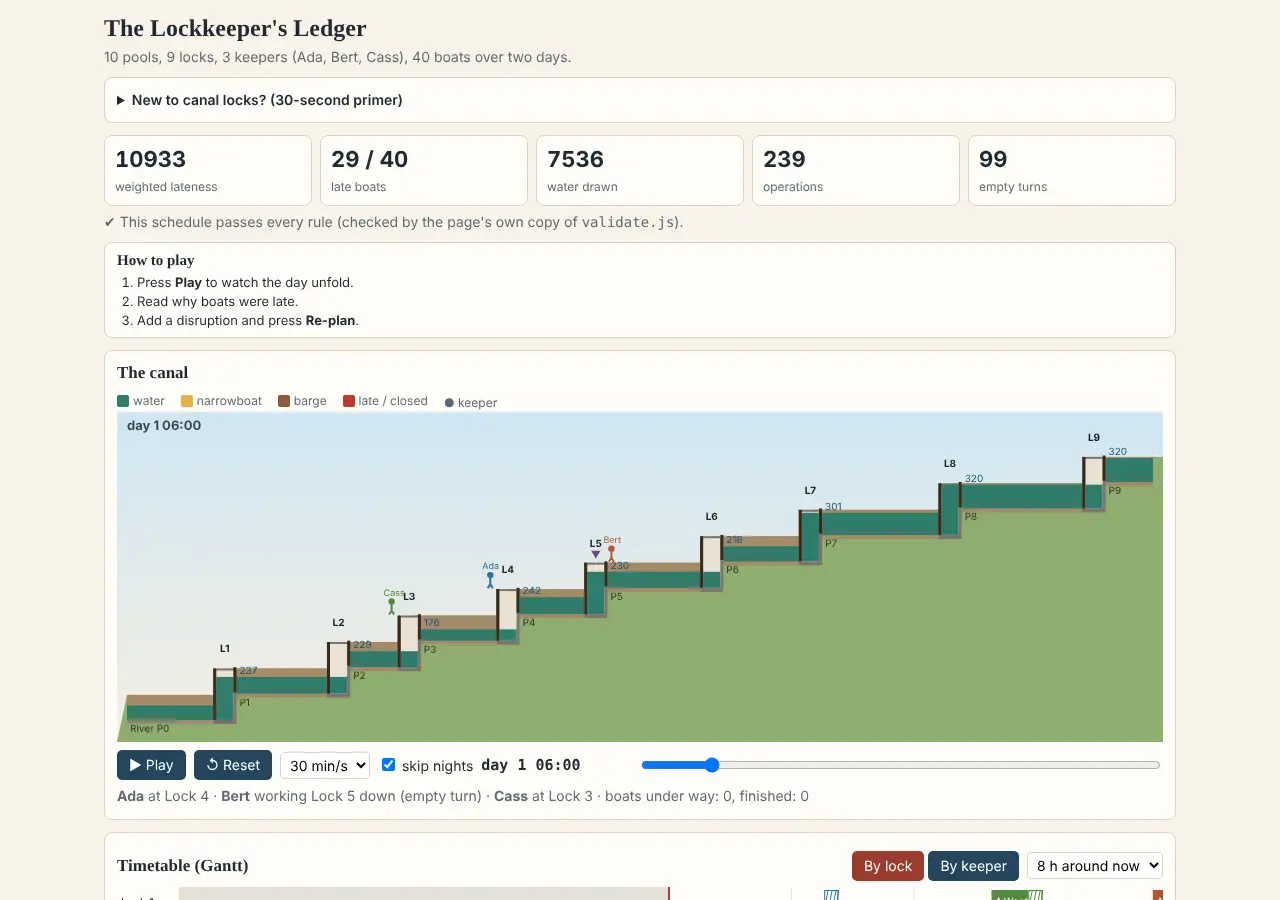 The Lockkeeper's Ledger
10 pools, 9 locks, 3 keepers (Ada, Bert, Cass), 40 boats over two days.
▶ New to canal locks? (30-second primer)
10933
weighted lateness
29 / 40
late boats
7536
water drawn
239
operations
99
empty turns
✔ This schedule passes every rule (checked by the page's own copy of validate.js).
How to play
1. Press Play to watch the day unfold.
2. Read why boats were late.
3. Add a disruption and press Re-plan.
The canal
water narrowboat barge late / closed keeper
day 1 06:00
L9
320
P9
L8
320
P8
L7
301
P7
L6
218
P6
L5
Bert
230
P5
Ada
L4
242
P4
Cass
L3
176
P3
L2
229
P2
L1
237
P1
River P0
▶ Play
↺ Reset
30 min/s
skip nights
day 1 06:00
Ada at Lock 4 · Bert working Lock 5 down (empty turn) · Cass at Lock 3 · boats under way: 0, finished: 0
Timetable (Gantt)
By lock
By keeper
8 h around now